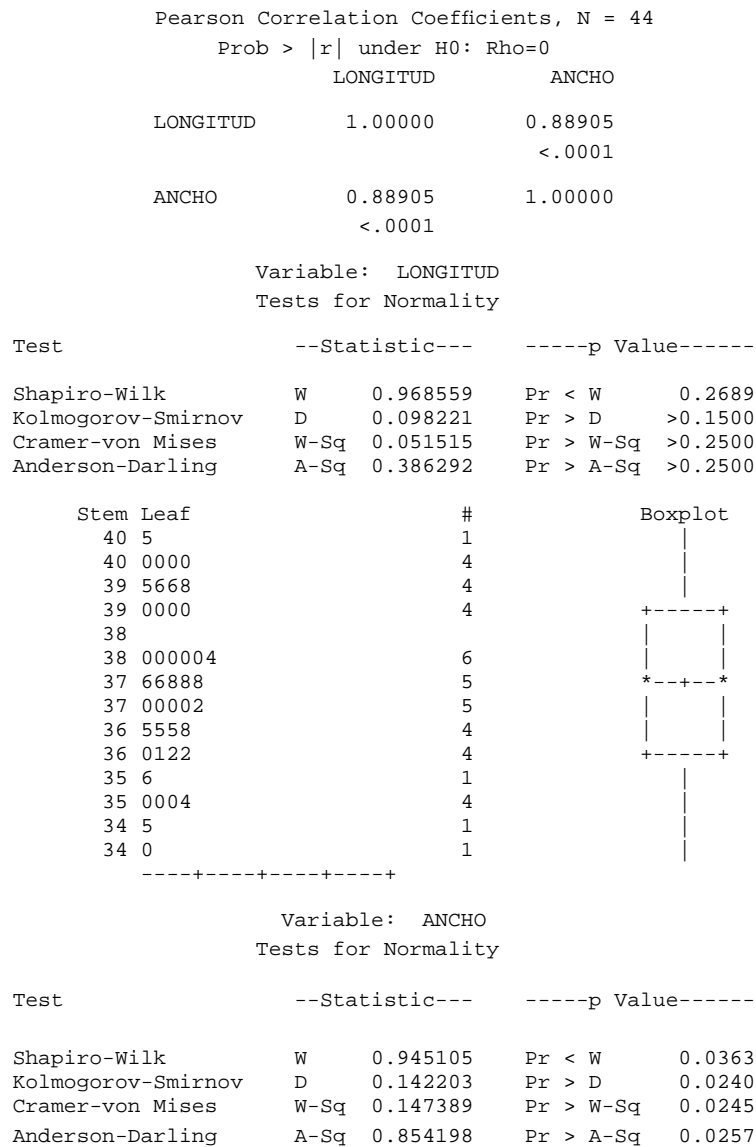 Pearson Correlation Coefficients, N = 44
Prob > |r| under H0: Rho=0
LONGITUD ANCHO
LONGITUD 1.00000 0.88905
<.0001
ANCHO 0.88905 1.00000
<.0001
Variable: LONGITUD
Tests for Normality
Test --Statistic--- -----p Value------
Shapiro-Wilk W 0.968559 Pr < W 0.2689
Kolmogorov-Smirnov D 0.098221 Pr > D >0.1500
Cramer-von Mises W-Sq 0.051515 Pr > W-Sq >0.2500
Anderson-Darling A-Sq 0.386292 Pr > A-Sq >0.2500
Stem Leaf # Boxplot
40 5 1 |
40 0000 4 |
39 5668 4 |
39 0000 4 +-----+
38 | |
38 000004 6 | |
37 66888 5 *--+--*
37 00002 5 | |
36 5558 4 | |
36 0122 4 +-----+
35 6 1 |
35 0004 4 |
34 5 1 |
34 0 1 |
----+----+----+----+
Variable: ANCHO
Tests for Normality
Test --Statistic--- -----p Value------
Shapiro-Wilk W 0.945105 Pr < W 0.0363
Kolmogorov-Smirnov D 0.142203 Pr > D 0.0240
Cramer-von Mises W-Sq 0.147389 Pr > W-Sq 0.0245
Anderson-Darling A-Sq 0.854198 Pr > A-Sq 0.0257